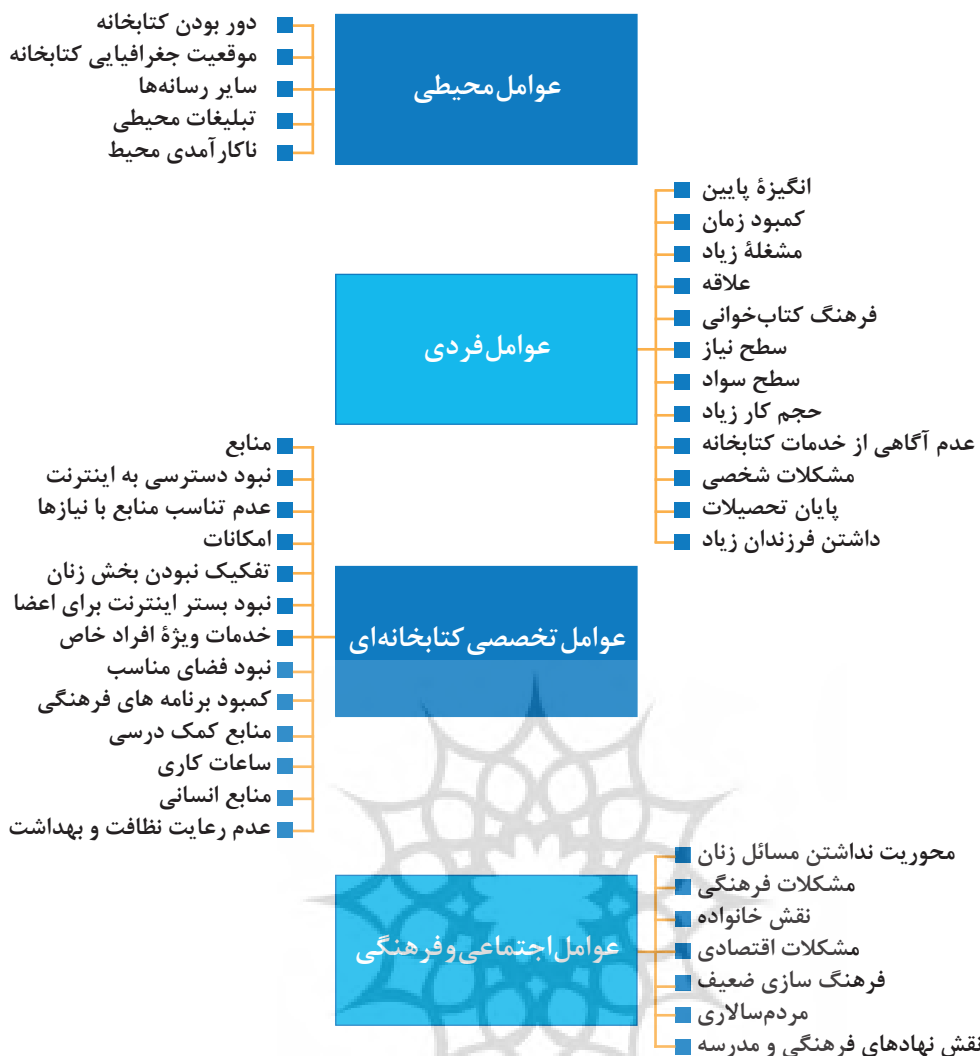 عوامل محیطی
دور بودن کتابخانه
موقعیت جغرافیایی کتابخانه
سایر رسانه‌ها
تبلیغات محیطی
ناکارآمدی محیط
عوامل فردی
انگیزهٔ پایین
کمبود زمان
مشغلهٔ زیاد
علاقه
فرهنگ کتاب‌خوانی
سطح نیاز
سطح سواد
حجم کار زیاد
عدم آگاهی از خدمات کتابخانه
مشکلات شخصی
پایان تحصیلات
داشتن فرزندان زیاد
عوامل تخصصی کتابخانه‌ای
منابع
نبود دسترسی به اینترنت
عدم تناسب منابع با نیازها
امکانات
تفکیک نبودن بخش زنان
نبود بستر اینترنت برای اعضا
خدمات ویژهٔ افراد خاص
نبود فضای مناسب
کمبود برنامه های فرهنگی
منابع کمک درسی
ساعات کاری
منابع انسانی
عدم رعایت نظافت و بهداشت
عوامل اجتماعی و فرهنگی
محوریت نداشتن مسائل زنان
مشکلات فرهنگی
نقش خانواده
مشکلات اقتصادی
فرهنگ سازی ضعیف
مردم‌سالاری
نقش نهادهای فرهنگی و مدرسه